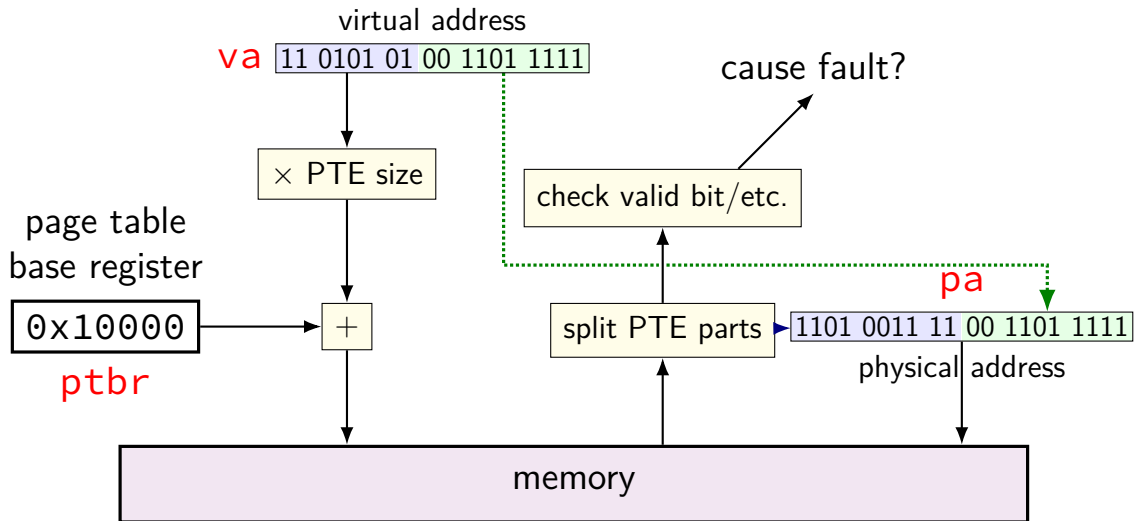 virtual address
va
11 0101 01 00 1101 1111
cause fault?
× PTE size
check valid bit/etc.
page table
base register
pa
0x10000
+
split PTE parts
1101 0011 11 00 1101 1111
ptbr
physical address
memory